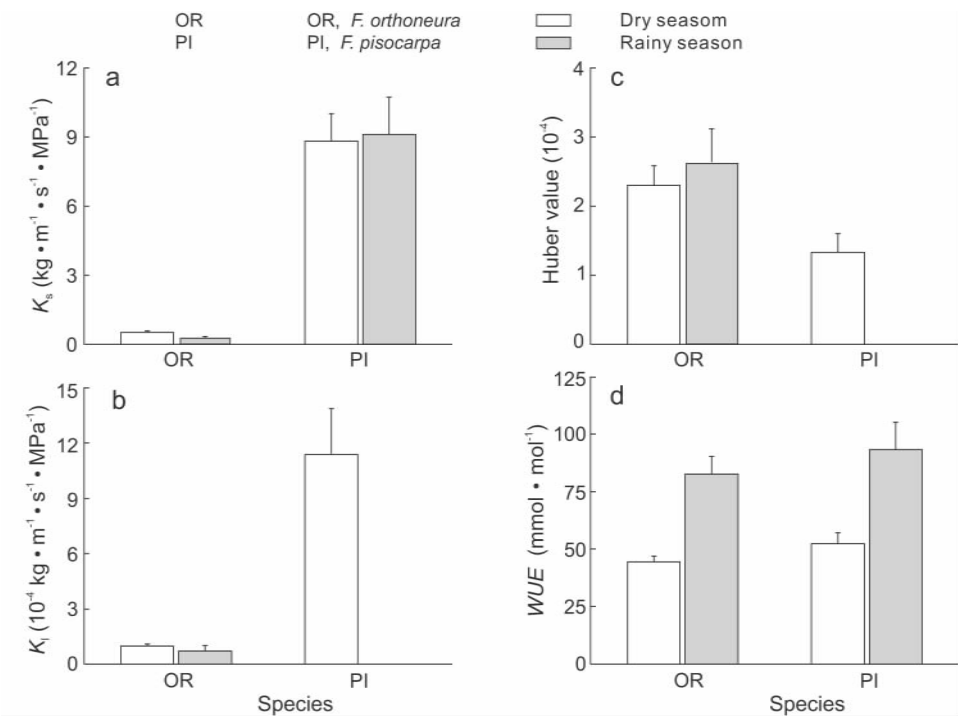 OR OR, F. orthoneura Dry seasom
PI PI, F. pisocarpa Rainy season
a
12
9
6
3
0
Kₛ (kg • m⁻¹ • s⁻¹ • MPa⁻¹)
OR PI
c
4
3
2
1
0
Huber value (10⁻⁴)
OR PI
b
15
12
9
6
3
0
Kₗ (10⁻⁴ kg • m⁻¹ • s⁻¹ • MPa⁻¹)
OR PI
Species
d
125
100
75
50
25
0
WUE (mmol • mol⁻¹)
OR PI
Species